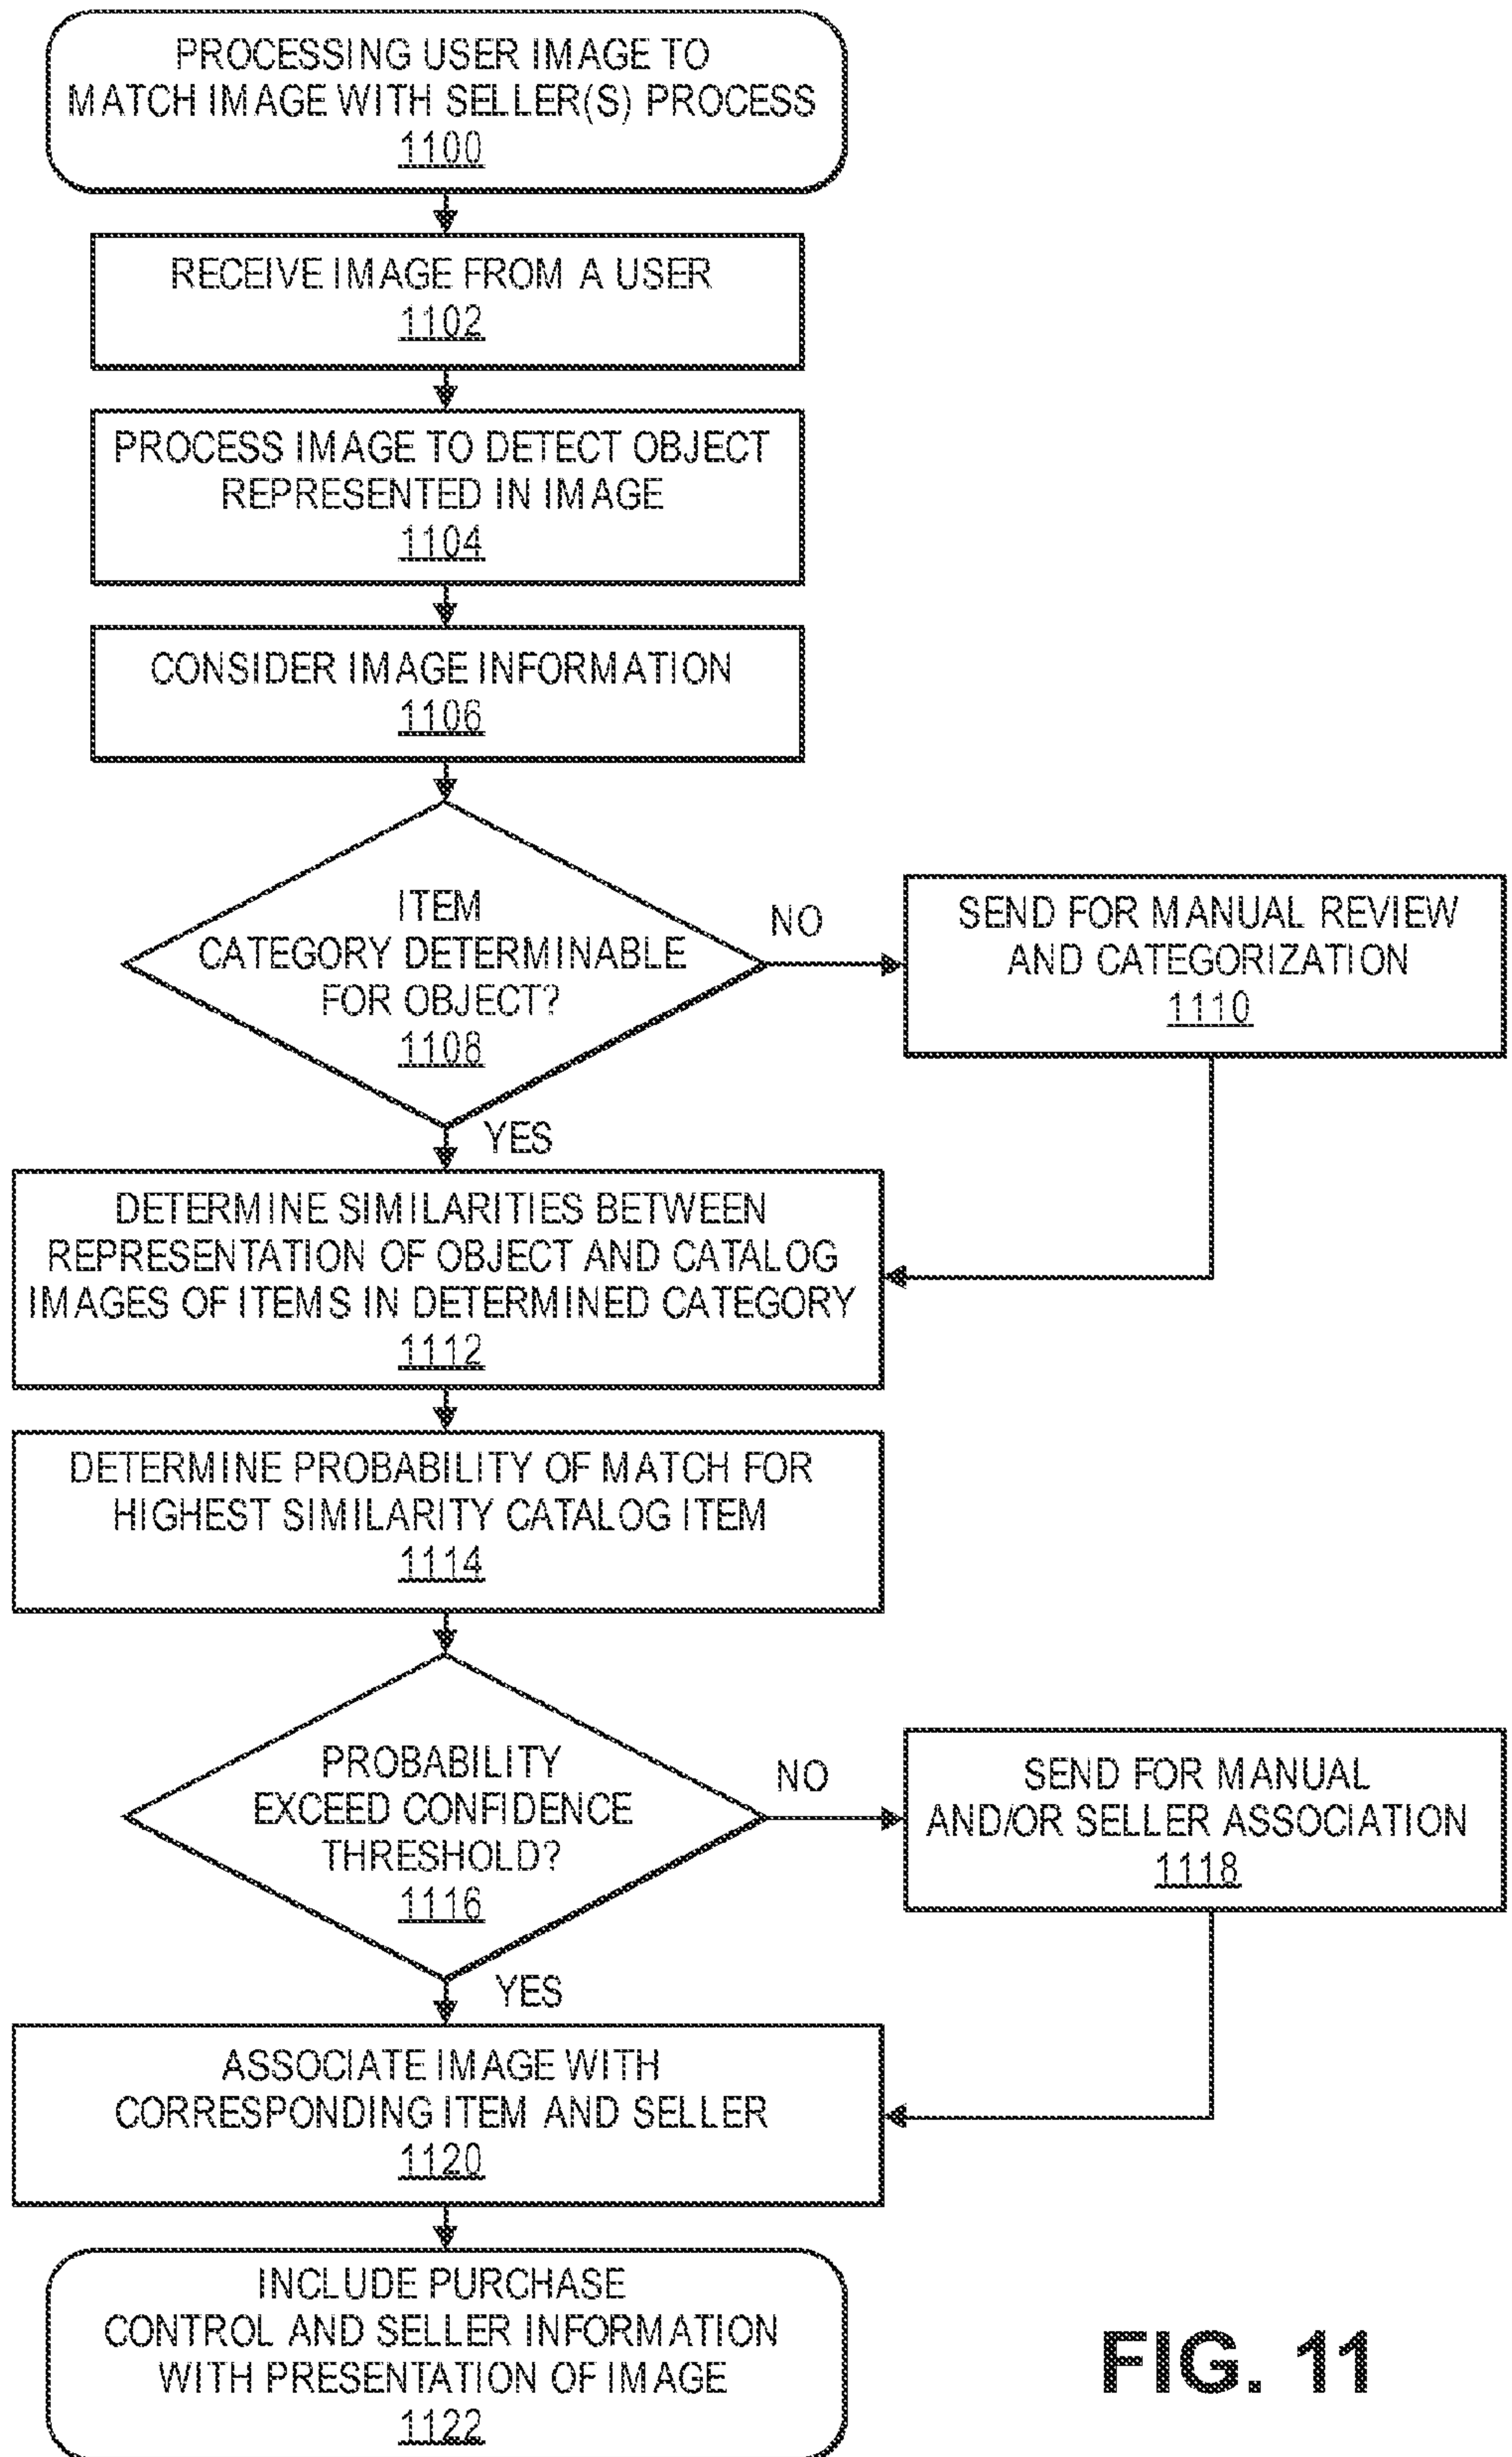 PROCESSING USER IMAGE TO
MATCH IMAGE WITH SELLER(S) PROCESS
1100
RECEIVE IMAGE FROM A USER
1102
PROCESS IMAGE TO DETECT OBJECT
REPRESENTED IN IMAGE
1104
CONSIDER IMAGE INFORMATION
1106
ITEM
CATEGORY DETERMINABLE
FOR OBJECT?
1108
NO
SEND FOR MANUAL REVIEW
AND CATEGORIZATION
1110
YES
DETERMINE SIMILARITIES BETWEEN
REPRESENTATION OF OBJECT AND CATALOG
IMAGES OF ITEMS IN DETERMINED CATEGORY
1112
DETERMINE PROBABILITY OF MATCH FOR
HIGHEST SIMILARITY CATALOG ITEM
1114
PROBABILITY
EXCEED CONFIDENCE
THRESHOLD?
1116
NO
SEND FOR MANUAL
AND/OR SELLER ASSOCIATION
1118
YES
ASSOCIATE IMAGE WITH
CORRESPONDING ITEM AND SELLER
1120
INCLUDE PURCHASE
CONTROL AND SELLER INFORMATION
WITH PRESENTATION OF IMAGE
1122
FIG. 11